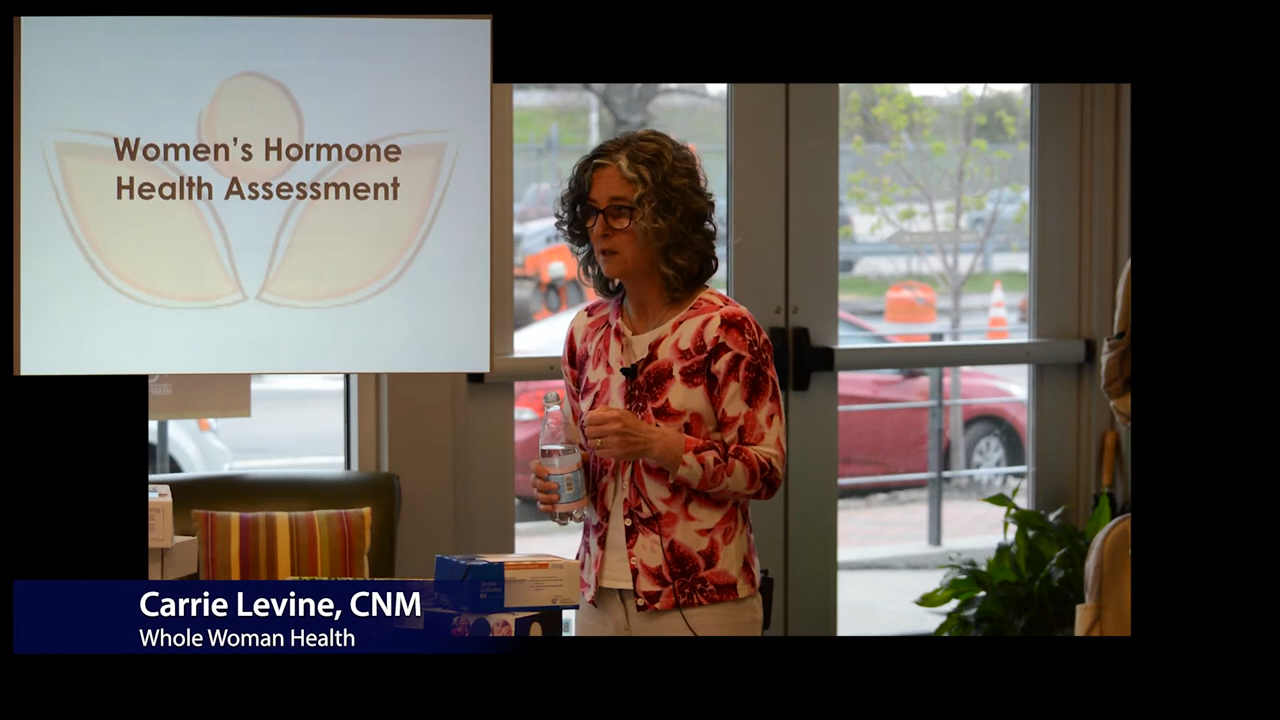 Women's Hormone
Health Assessment
Carrie Levine, CNM
Whole Woman Health